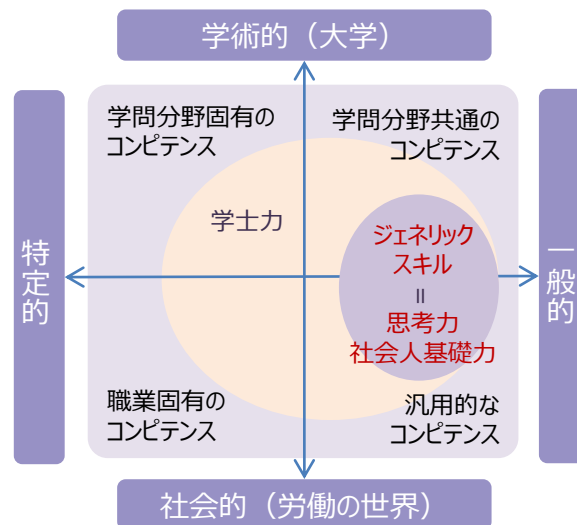 学術的（大学）
特定的
一般的
学問分野固有の
コンピテンス
学問分野共通の
コンピテンス
学士力
ジェネリック
スキル
＝
思考力
社会人基礎力
職業固有の
コンピテンス
汎用的な
コンピテンス
社会的（労働の世界）